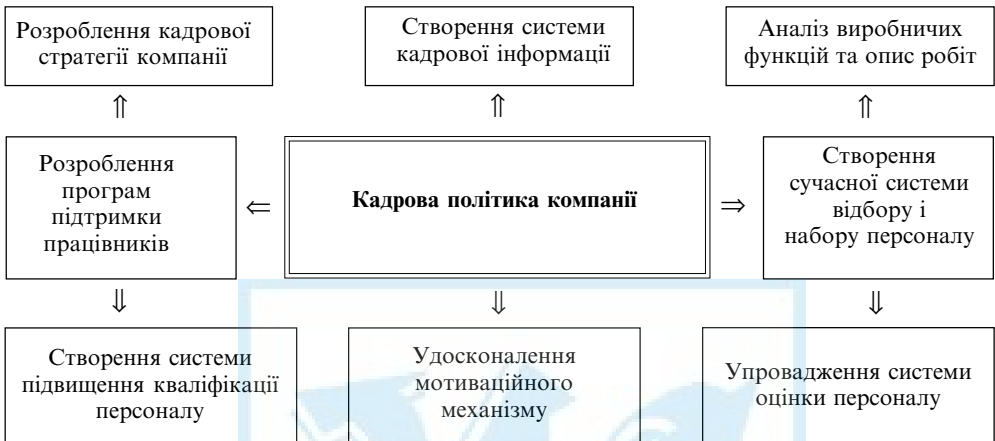 Розроблення кадрової
стратегії компанії
Створення системи
кадрової інформації
Аналіз виробничих
функцій та опис робіт
⇑
⇑
⇑
Розроблення
програм
підтримки
працівників
⇐
Кадрова політика компанії
⇒
Створення
сучасної системи
відбору і
набору персоналу
⇓
⇓
⇓
Створення системи
підвищення кваліфікації
персоналу
Удосконалення
мотиваційного
механізму
Упровадження системи
оцінки персоналу